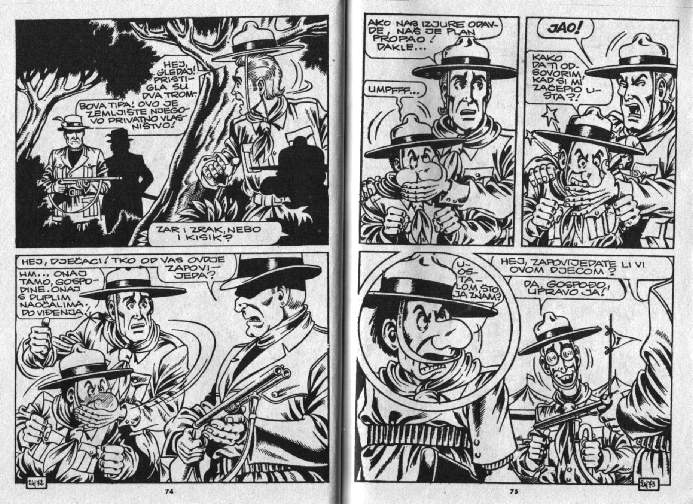 HEJ,
GLEDAJ!
PRISTI-
GLA SU
DVA TROM-
BOVA TIPA! OVO JE
ZEMLJIŠTE NJEGO-
VO PRIVATNO VLAS-
NIŠTVO!
ZAR I ZRAK, NEBO
I KISIK?
HEJ, DJEČACI! TKO OD VAS OVDJE
ZAPOVI-
JEDA?
HM... ONAJ
TAMO, GOSPO-
DINE. ONAJ
S DUPLIM
NAOČALIMA.
DOVIĐENJA!
74
AKO NAS IZJURE ODAV-
DE, NAŠ JE PLAN
PROPAO!
DAKLE...
UMPFFF...
JAO!
KAKO
DA TI OD-
GOVORIM,
KAD SI MI
ZAČEPIO U-
STA?!
U-
OS-
TA-
LOM, ŠTO
JA ZNAM?
HEJ, ZAPOVIJEDATE LI VI
OVOM DJECOM?
DA, GOSPODO!
UPRAVO JA!
75